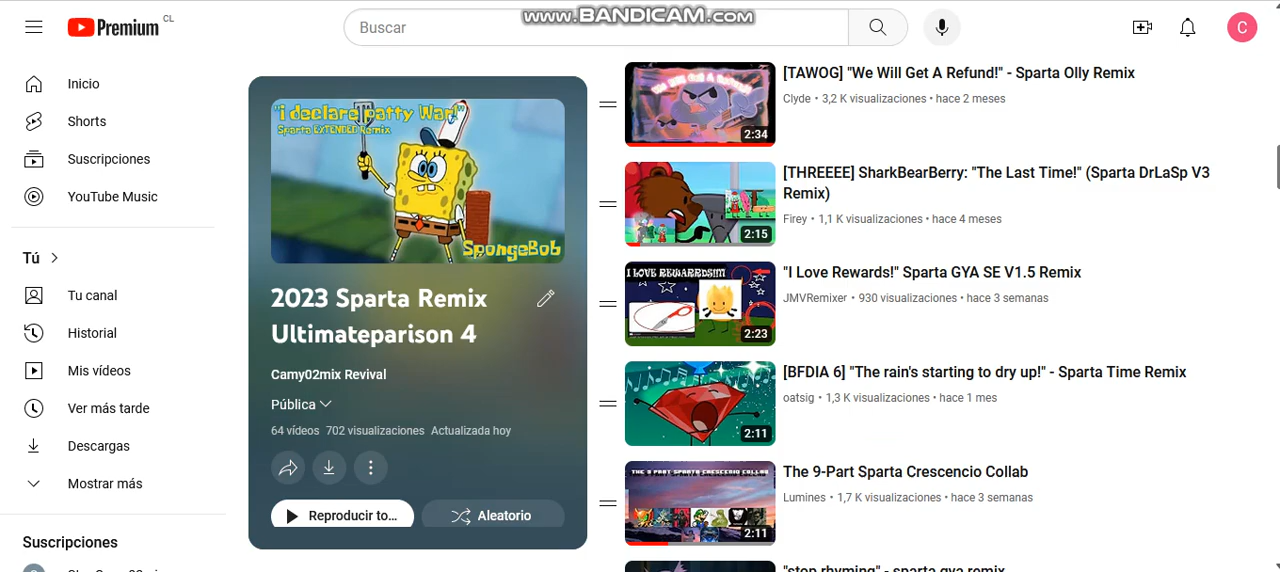 www.BANDICAM.com
Premium CL
Buscar
C
Inicio
Shorts
Suscripciones
YouTube Music
Tú
Tu canal
Historial
Mis vídeos
Ver más tarde
Descargas
Mostrar más
Suscripciones
"i declare patty War!"
Sparta EXTENDED Remix
SpongeBob
2023 Sparta Remix
Ultimateparison 4
Camy02mix Revival
Pública
64 vídeos 702 visualizaciones Actualizada hoy
Reproducir to...
Aleatorio
2:34
[TAWOG] "We Will Get A Refund!" - Sparta Olly Remix
Clyde • 3,2 K visualizaciones • hace 2 meses
2:15
[THREEEE] SharkBearBerry: "The Last Time!" (Sparta DrLaSp V3
Remix)
Firey • 1,1 K visualizaciones • hace 4 meses
I LOVE REWARRDS!!!!
2:23
"I Love Rewards!" Sparta GYA SE V1.5 Remix
JMVRemixer • 930 visualizaciones • hace 3 semanas
2:11
[BFDIA 6] "The rain's starting to dry up!" - Sparta Time Remix
oatsig • 1,3 K visualizaciones • hace 1 mes
THE 9 PART SPARTA CRESCENCIO COLLAB
2:11
The 9-Part Sparta Crescencio Collab
Lumines • 1,7 K visualizaciones • hace 3 semanas
"stop rhyming" - sparta gya remix